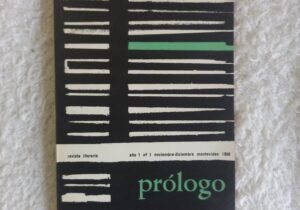 revista literaria   año 1 nº 1 noviembre-diciembre montevideo 1968
prólogo